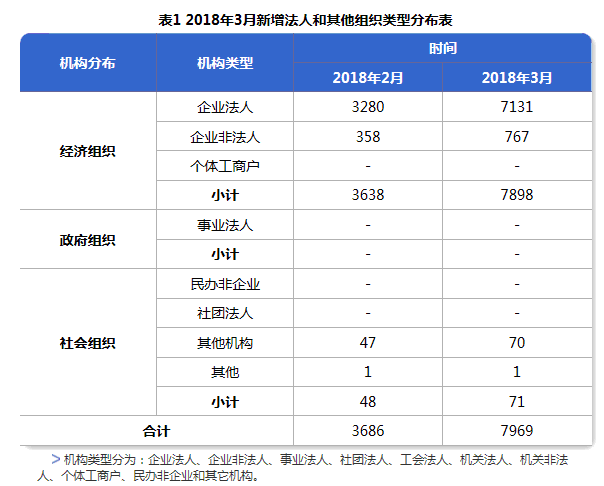 表1 2018年3月新增法人和其他组织类型分布表
机构分布 机构类型 时间
2018年2月 2018年3月
经济组织
企业法人 3280 7131
企业非法人 358 767
个体工商户 - -
小计 3638 7898
政府组织
事业法人 - -
小计 - -
社会组织
民办非企业 - -
社团法人 - -
其他机构 47 70
其他 1 1
小计 48 71
合计 3686 7969
>机构类型分为：企业法人、企业非法人、事业法人、社团法人、工会法人、机关法人、机关非法
人、个体工商户、民办非企业和其它机构。